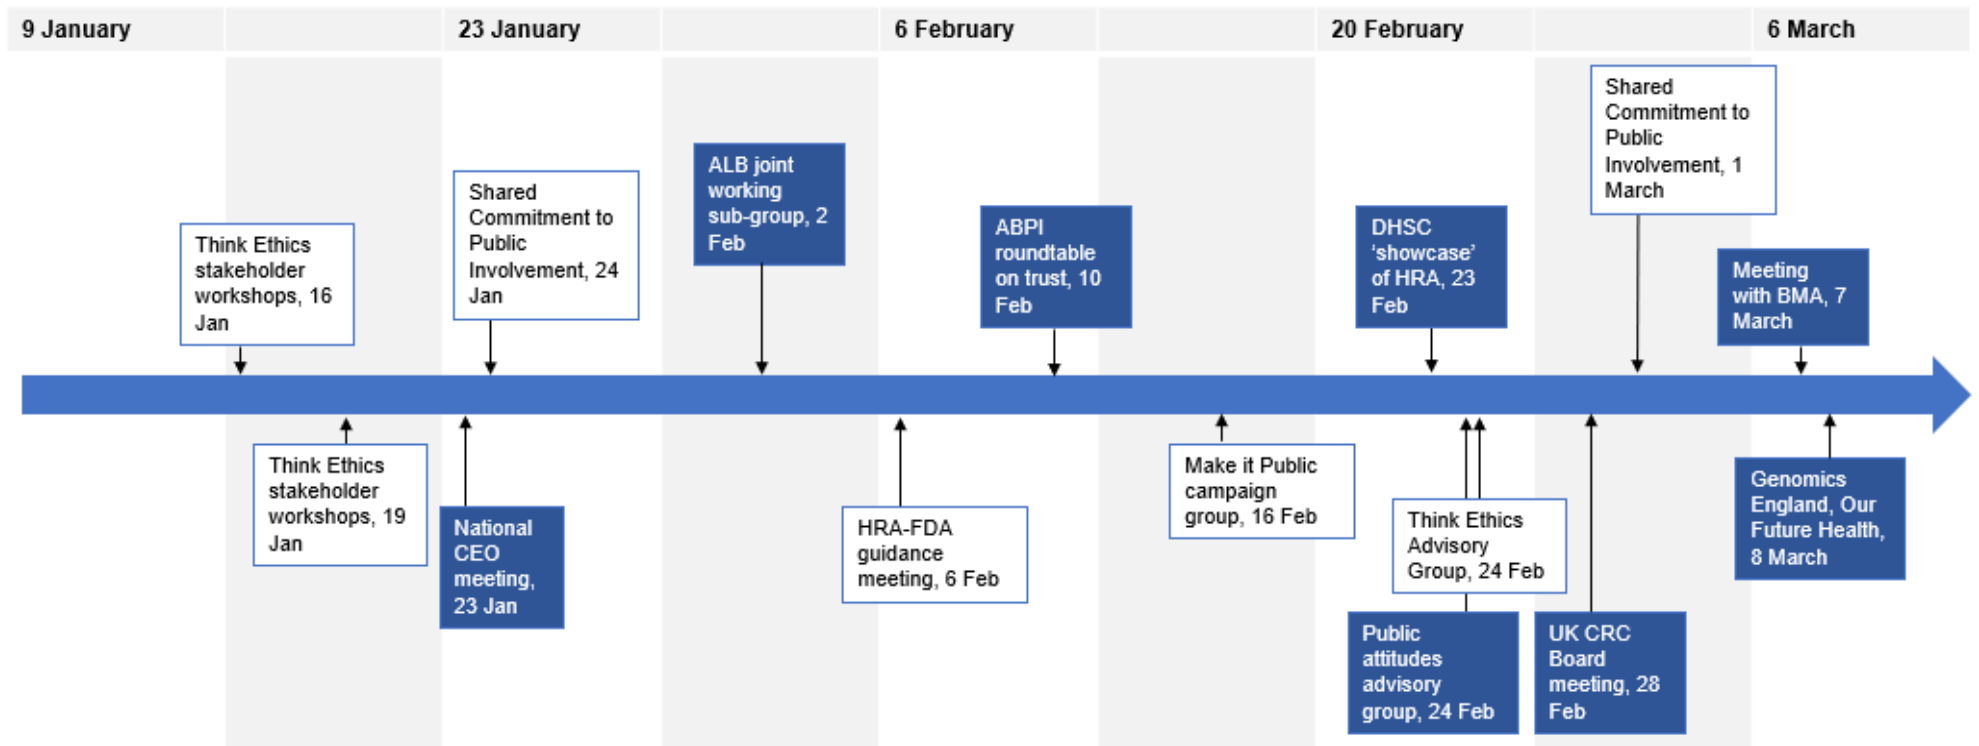 9 January
23 January
6 February
20 February
6 March
Think Ethics
stakeholder
workshops, 16
Jan
Shared
Commitment to
Public
Involvement, 24
Jan
ALB joint
working
sub-group, 2
Feb
ABPI
roundtable
on trust, 10
Feb
DHSC
‘showcase’
of HRA, 23
Feb
Shared
Commitment to
Public
Involvement, 1
March
Meeting
with BMA, 7
March
Think Ethics
stakeholder
workshops, 19
Jan
National
CEO
meeting,
23 Jan
HRA-FDA
guidance
meeting, 6 Feb
Make it Public
campaign
group, 16 Feb
Think Ethics
Advisory
Group, 24 Feb
Public
attitudes
advisory
group, 24 Feb
UK CRC
Board
meeting, 28
Feb
Genomics
England, Our
Future Health,
8 March